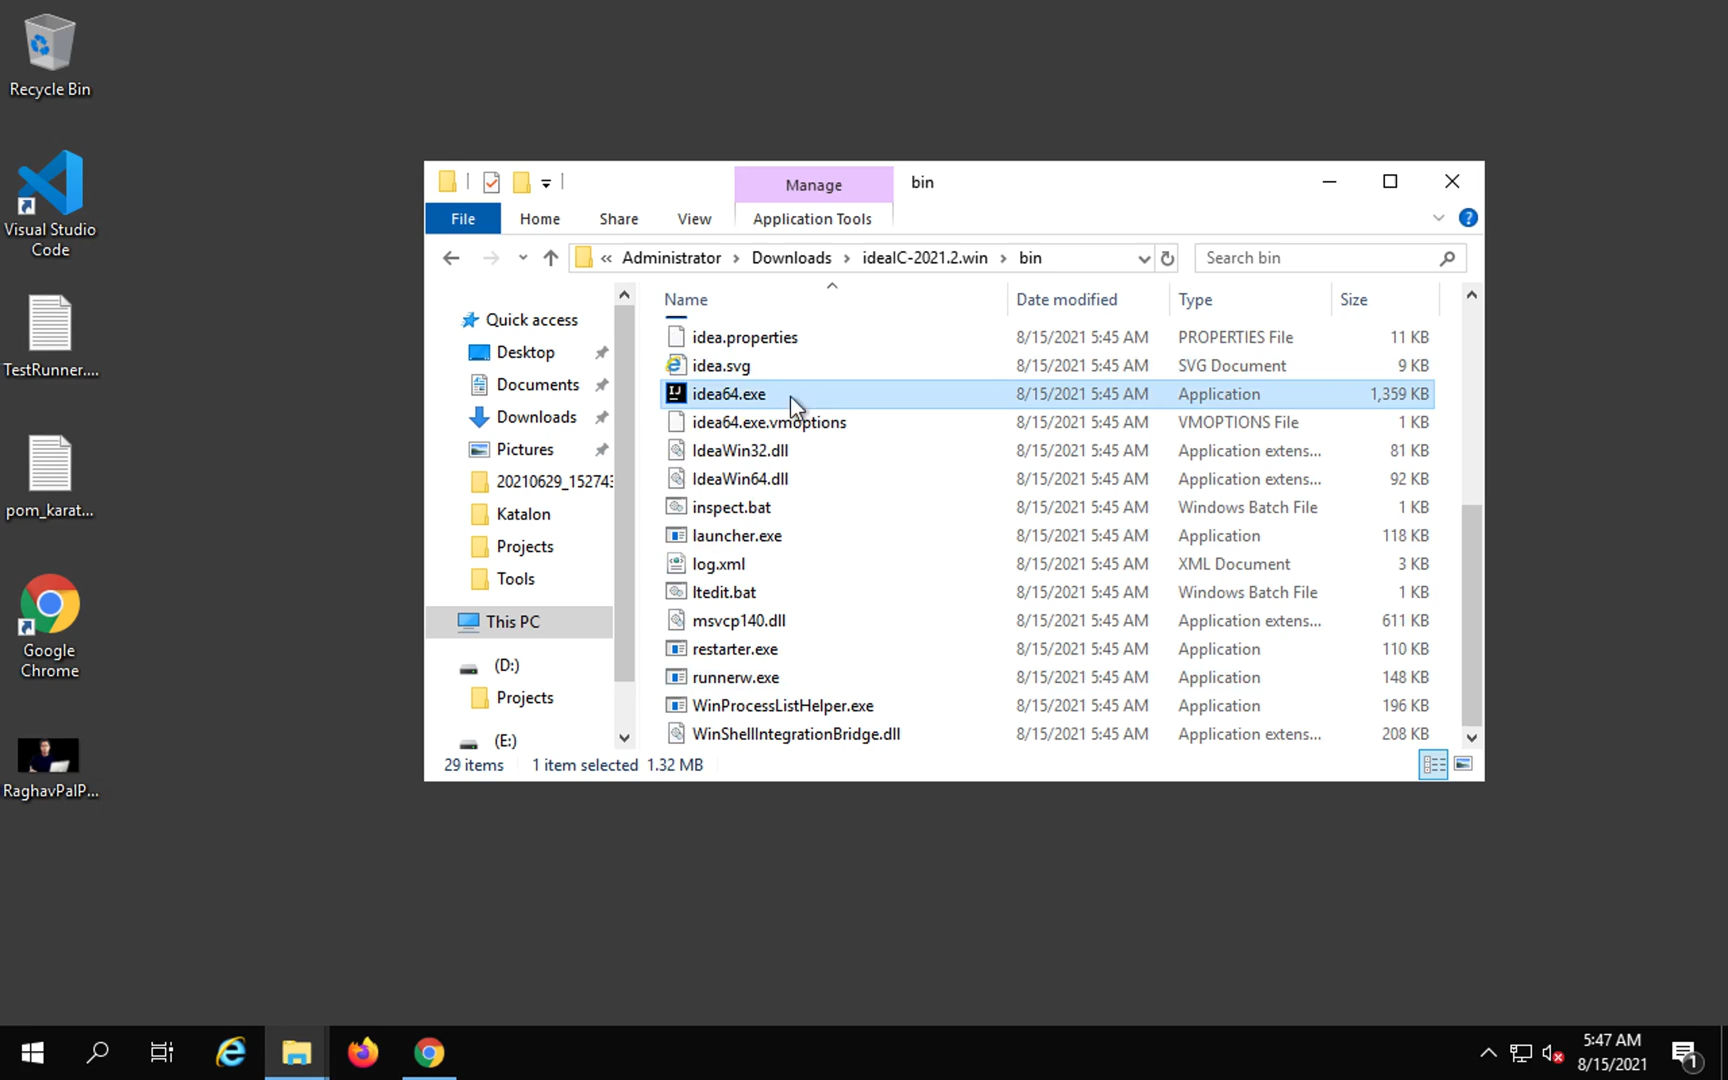 Recycle Bin
Visual Studio
Code
TestRunner....
pom_karat...
Google
Chrome
RaghavPalP...
Manage
bin
File
Home
Share
View
Application Tools
?
« Administrator › Downloads › ideaIC-2021.2.win › bin
Search bin
Quick access
Desktop
Documents
Downloads
Pictures
20210629_152743
Katalon
Projects
Tools
This PC
(D:)
Projects
(E:)
Name Date modified Type Size
idea.properties 8/15/2021 5:45 AM PROPERTIES File 11 KB
idea.svg 8/15/2021 5:45 AM SVG Document 9 KB
IJ idea64.exe 8/15/2021 5:45 AM Application 1,359 KB
idea64.exe.vmoptions 8/15/2021 5:45 AM VMOPTIONS File 1 KB
IdeaWin32.dll 8/15/2021 5:45 AM Application extens... 81 KB
IdeaWin64.dll 8/15/2021 5:45 AM Application extens... 92 KB
inspect.bat 8/15/2021 5:45 AM Windows Batch File 1 KB
launcher.exe 8/15/2021 5:45 AM Application 118 KB
log.xml 8/15/2021 5:45 AM XML Document 3 KB
ltedit.bat 8/15/2021 5:45 AM Windows Batch File 1 KB
msvcp140.dll 8/15/2021 5:45 AM Application extens... 611 KB
restarter.exe 8/15/2021 5:45 AM Application 110 KB
runnerw.exe 8/15/2021 5:45 AM Application 148 KB
WinProcessListHelper.exe 8/15/2021 5:45 AM Application 196 KB
WinShellIntegrationBridge.dll 8/15/2021 5:45 AM Application extens... 208 KB
29 items 1 item selected 1.32 MB
5:47 AM
8/15/2021
1